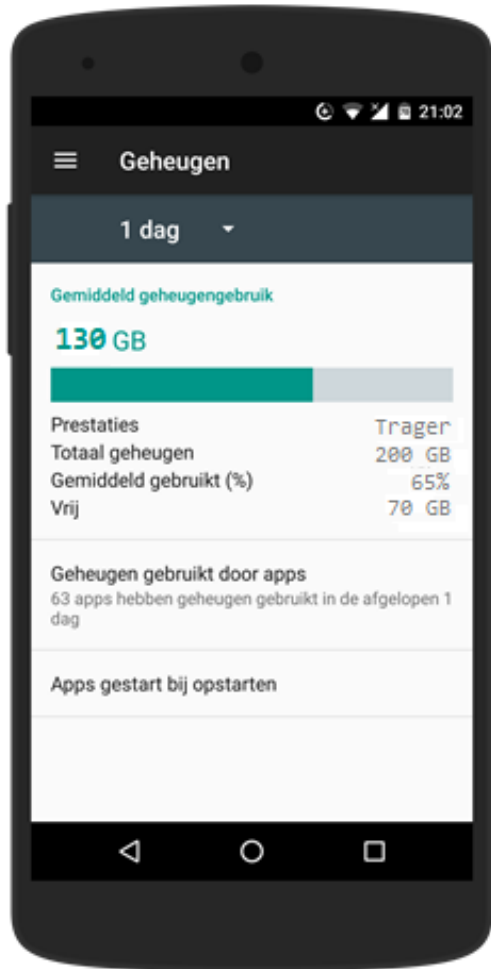 21:02
Geheugen
1 dag
Gemiddeld geheugengebruik
130 GB
Prestaties Trager
Totaal geheugen 200 GB
Gemiddeld gebruikt (%) 65%
Vrij 70 GB
Geheugen gebruikt door apps
63 apps hebben geheugen gebruikt in de afgelopen 1
dag
Apps gestart bij opstarten